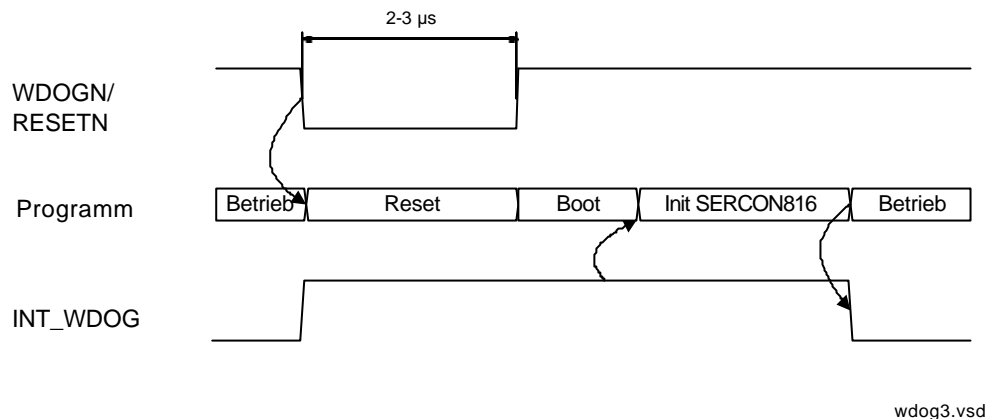 2-3 µs
WDOGN/
RESETN
Programm
Betrieb
Reset
Boot
Init SERCON816
Betrieb
INT_WDOG
wdog3.vsd